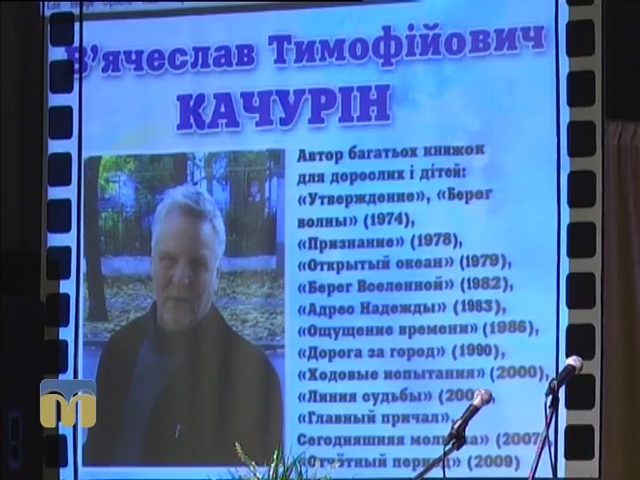 В’ячеслав Тимофійович
КАЧУРІН
Автор багатьох книжок
для дорослих і дітей:
«Утверждение», «Берег
волны» (1974),
«Признание» (1978),
«Открытый океан» (1979),
«Берег Вселенной» (1982),
«Адрес Надежды» (1983),
«Ощущение времени» (1986),
«Дорога за город» (1990),
«Ходовые испытания» (2000),
«Линия судьбы»
«Главный причал»,
Сегодняшняя (2007),
«Отчётный период» (2009)